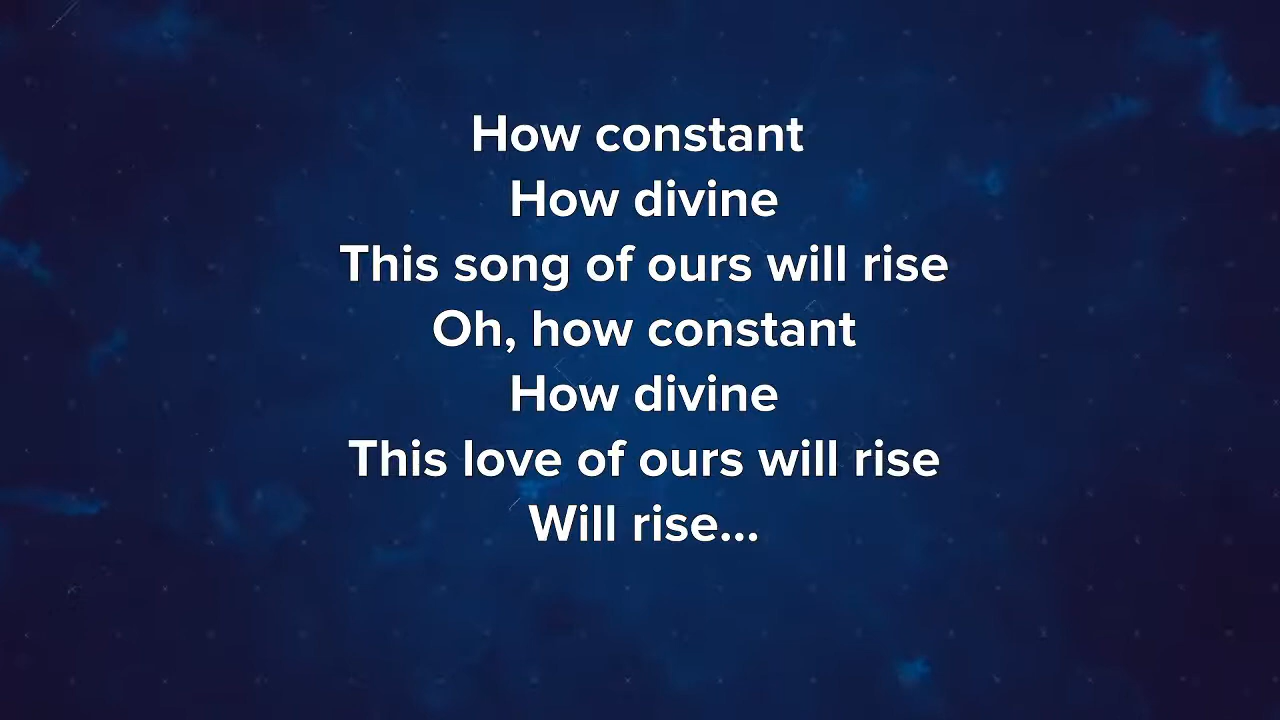 How constant
How divine
This song of ours will rise
Oh, how constant
How divine
This love of ours will rise
Will rise...